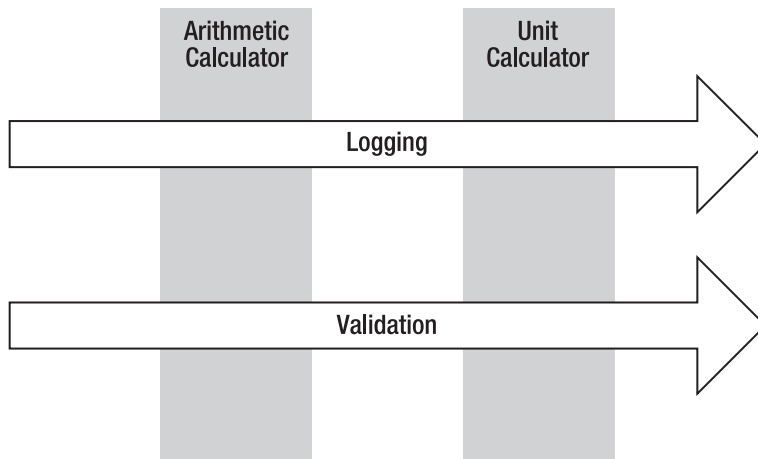 Arithmetic
Calculator
Unit
Calculator
Logging
Validation